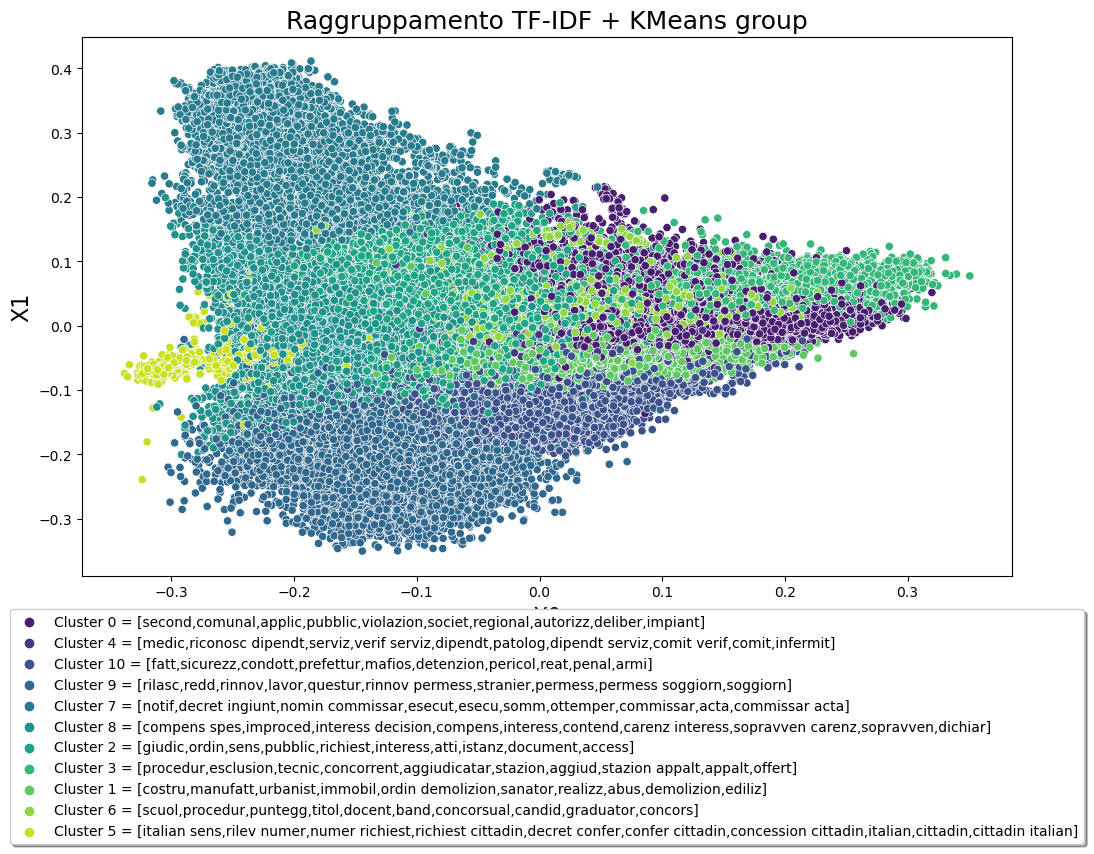 Raggruppamento TF-IDF + KMeans group
0.4
0.3
0.2
0.1
0.0
−0.1
−0.2
−0.3
X1
−0.3 −0.2 −0.1 0.0 0.1 0.2 0.3
Cluster 0 = [second,comunal,applic,pubblic,violazion,societ,regional,autorizz,deliber,impiant]
Cluster 4 = [medic,riconosc dipendt,serviz,verif serviz,dipendt,patolog,dipendt serviz,comit verif,comit,infermit]
Cluster 10 = [fatt,sicurezz,condott,prefettur,mafios,detenzion,pericol,reat,penal,armi]
Cluster 9 = [rilasc,redd,rinnov,lavor,questur,rinnov permess,stranier,permess,permess soggiorn,soggiorn]
Cluster 7 = [notif,decret ingiunt,nomin commissar,esecut,esecu,somm,ottemper,commissar,acta,commissar acta]
Cluster 8 = [compens spes,improced,interess decision,compens,interess,contend,carenz interess,sopravven carenz,sopravven,dichiar]
Cluster 2 = [giudic,ordin,sens,pubblic,richiest,interess,atti,istanz,document,access]
Cluster 3 = [procedur,esclusion,tecnic,concorrent,aggiudicatar,stazion,aggiud,stazion appalt,appalt,offert]
Cluster 1 = [costru,manufatt,urbanist,immobil,ordin demolizion,sanator,realizz,abus,demolizion,ediliz]
Cluster 6 = [scuol,procedur,puntegg,titol,docent,band,concorsual,candid,graduator,concors]
Cluster 5 = [italian sens,rilev numer,numer richiest,richiest cittadin,decret confer,confer cittadin,concession cittadin,italian,cittadin,cittadin italian]